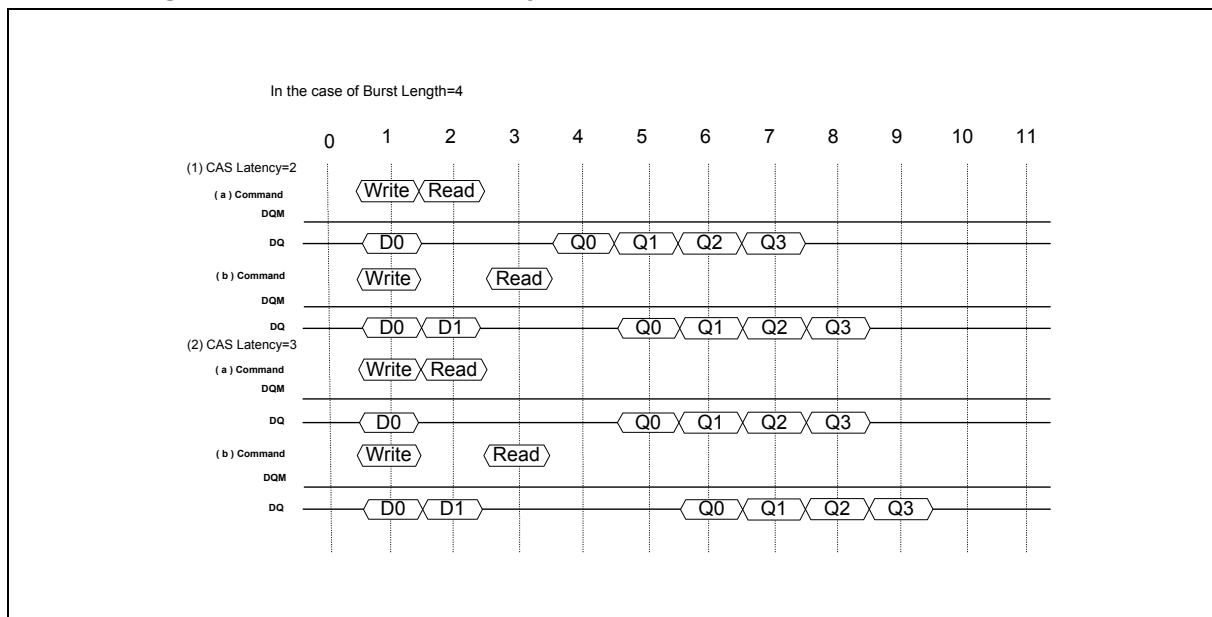 In the case of Burst Length=4
0 1 2 3 4 5 6 7 8 9 10 11
(1) CAS Latency=2
( a ) Command Write Read
DQM
DQ D0 Q0 Q1 Q2 Q3
( b ) Command Write Read
DQM
DQ D0 D1 Q0 Q1 Q2 Q3
(2) CAS Latency=3
( a ) Command Write Read
DQM
DQ D0 Q0 Q1 Q2 Q3
( b ) Command Write Read
DQM
DQ D0 D1 Q0 Q1 Q2 Q3